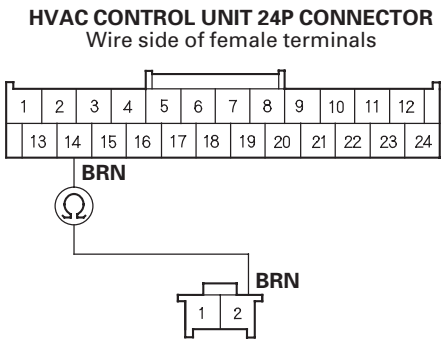 HVAC CONTROL UNIT 24P CONNECTOR
Wire side of female terminals
1 2 3 4 5 6 7 8 9 10 11 12
13 14 15 16 17 18 19 20 21 22 23 24
BRN
Ω
BRN
1 2